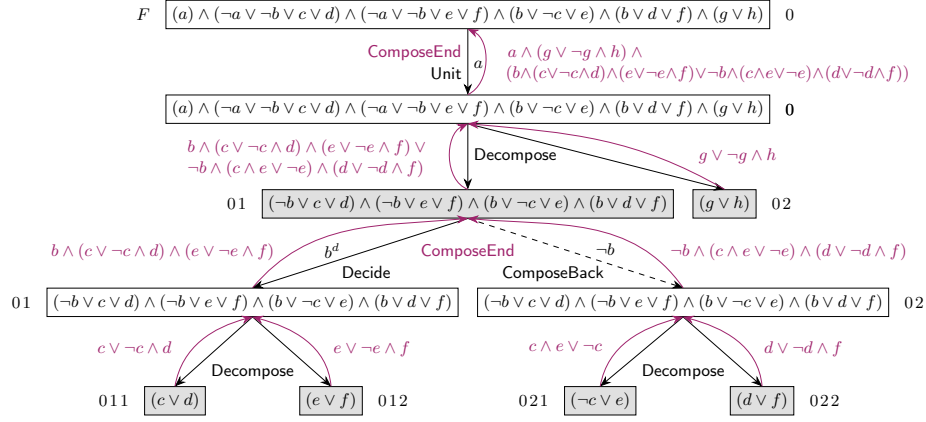 F (a) ∧ (¬a ∨ ¬b ∨ c ∨ d) ∧ (¬a ∨ ¬b ∨ e ∨ f) ∧ (b ∨ ¬c ∨ e) ∧ (b ∨ d ∨ f) ∧ (g ∨ h) 0
ComposeEnd a a ∧ (g ∨ ¬g ∧ h) ∧
Unit (b∧(c∨¬c∧d)∧(e∨¬e∧f)∨¬b∧(c∧e∨¬e)∧(d∨¬d∧f))
(a) ∧ (¬a ∨ ¬b ∨ c ∨ d) ∧ (¬a ∨ ¬b ∨ e ∨ f) ∧ (b ∨ ¬c ∨ e) ∧ (b ∨ d ∨ f) ∧ (g ∨ h) 0
b ∧ (c ∨ ¬c ∧ d) ∧ (e ∨ ¬e ∧ f) ∨ Decompose g ∨ ¬g ∧ h
¬b ∧ (c ∧ e ∨ ¬e) ∧ (d ∨ ¬d ∧ f)
01 (¬b ∨ c ∨ d) ∧ (¬b ∨ e ∨ f) ∧ (b ∨ ¬c ∨ e) ∧ (b ∨ d ∨ f) (g ∨ h) 02
b ∧ (c ∨ ¬c ∧ d) ∧ (e ∨ ¬e ∧ f) b^d ComposeEnd ¬b ¬b ∧ (c ∧ e ∨ ¬e) ∧ (d ∨ ¬d ∧ f)
Decide ComposeBack
01 (¬b ∨ c ∨ d) ∧ (¬b ∨ e ∨ f) ∧ (b ∨ ¬c ∨ e) ∧ (b ∨ d ∨ f) (¬b ∨ c ∨ d) ∧ (¬b ∨ e ∨ f) ∧ (b ∨ ¬c ∨ e) ∧ (b ∨ d ∨ f) 02
c ∨ ¬c ∧ d e ∨ ¬e ∧ f c ∧ e ∨ ¬c d ∨ ¬d ∧ f
Decompose Decompose
011 (c ∨ d) (e ∨ f) 012 021 (¬c ∨ e) (d ∨ f) 022